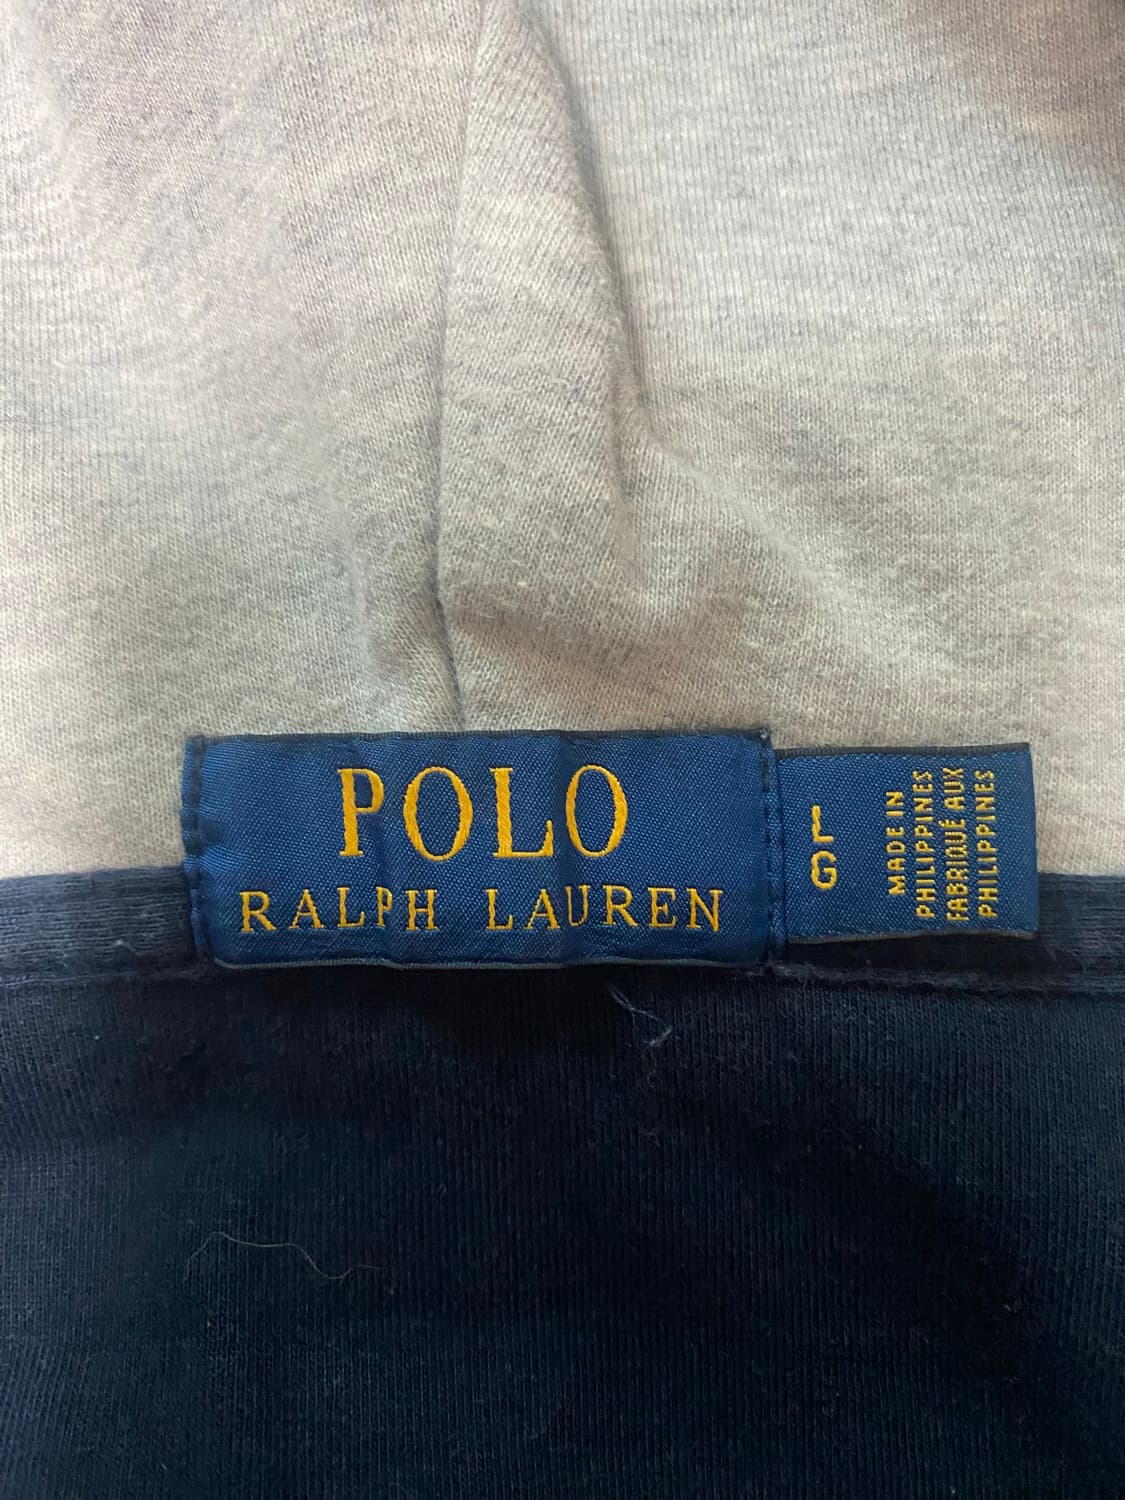 POLO
RALPH LAUREN
L
G
MADE IN
PHILIPPINES
FABRIQUÉ AUX
PHILIPPINES